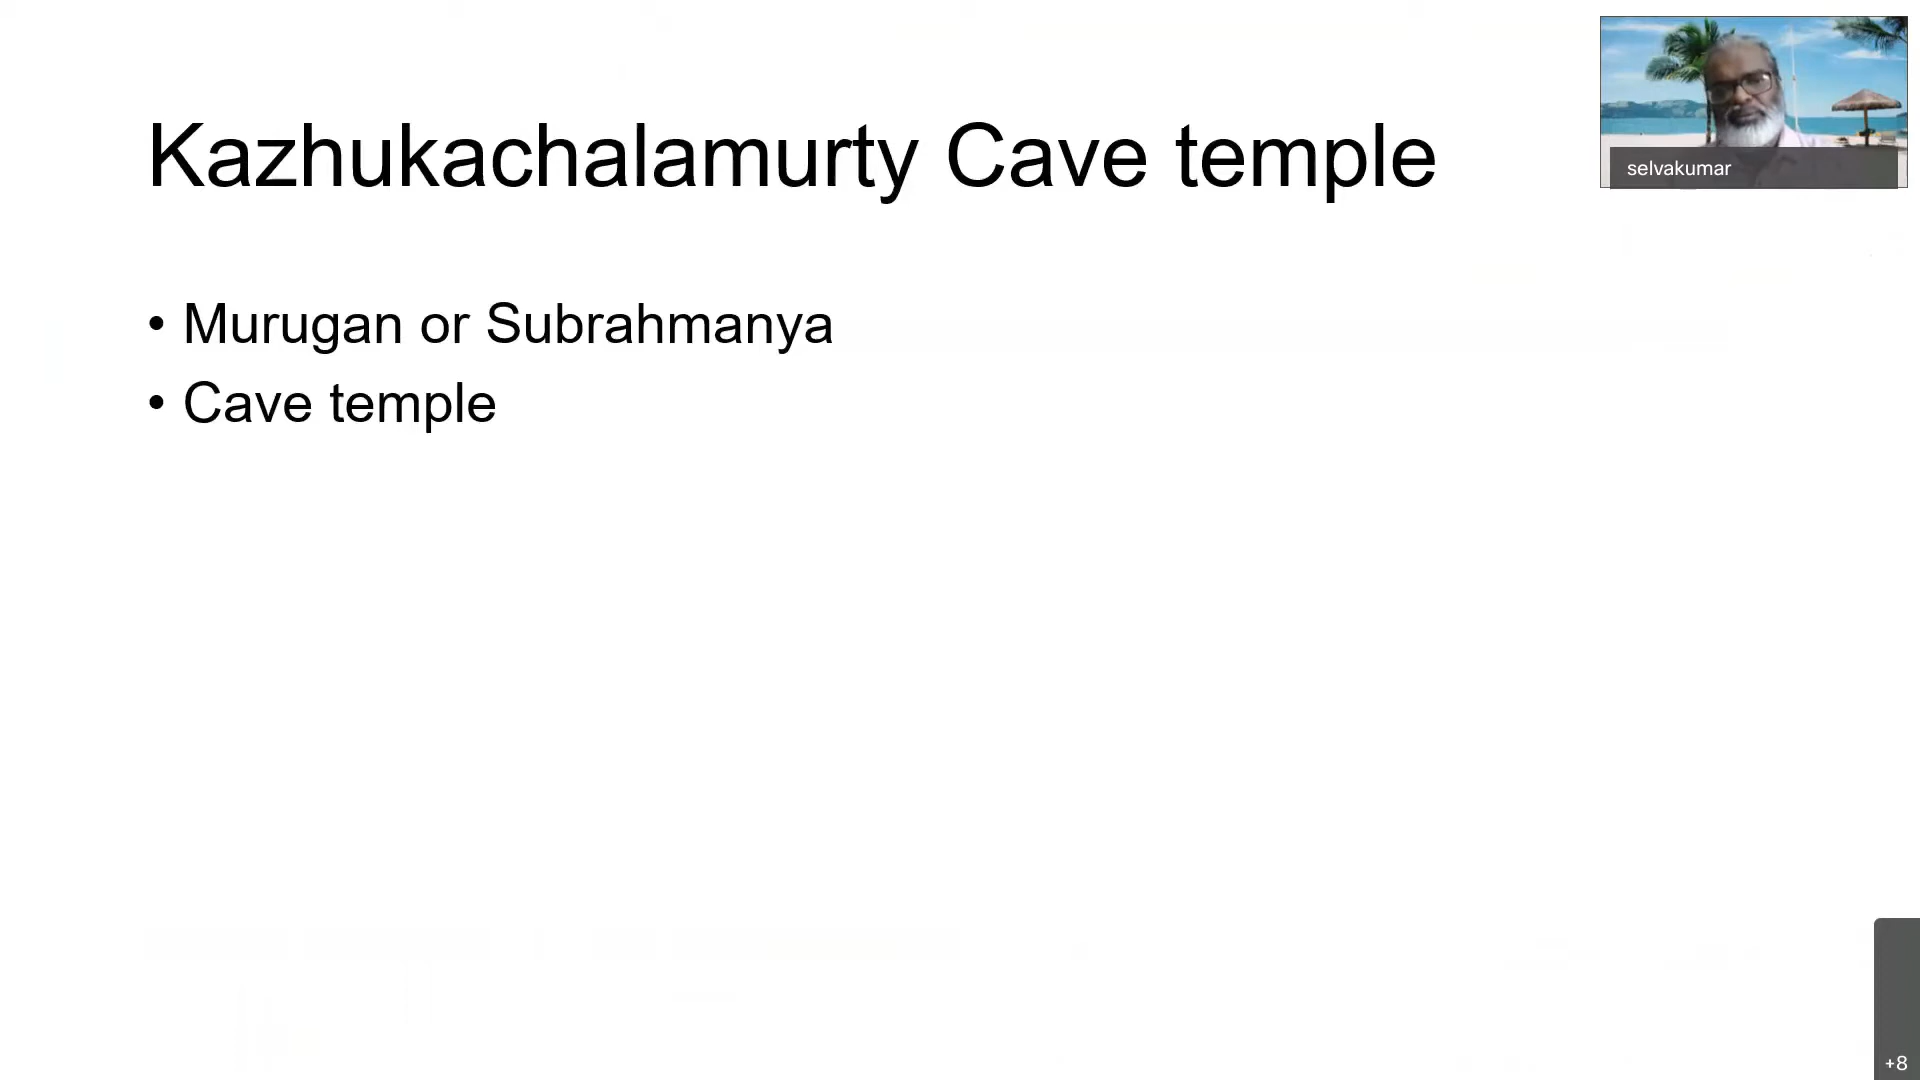 Kazhukachalamurty Cave temple
selvakumar
• Murugan or Subrahmanya
• Cave temple
+8